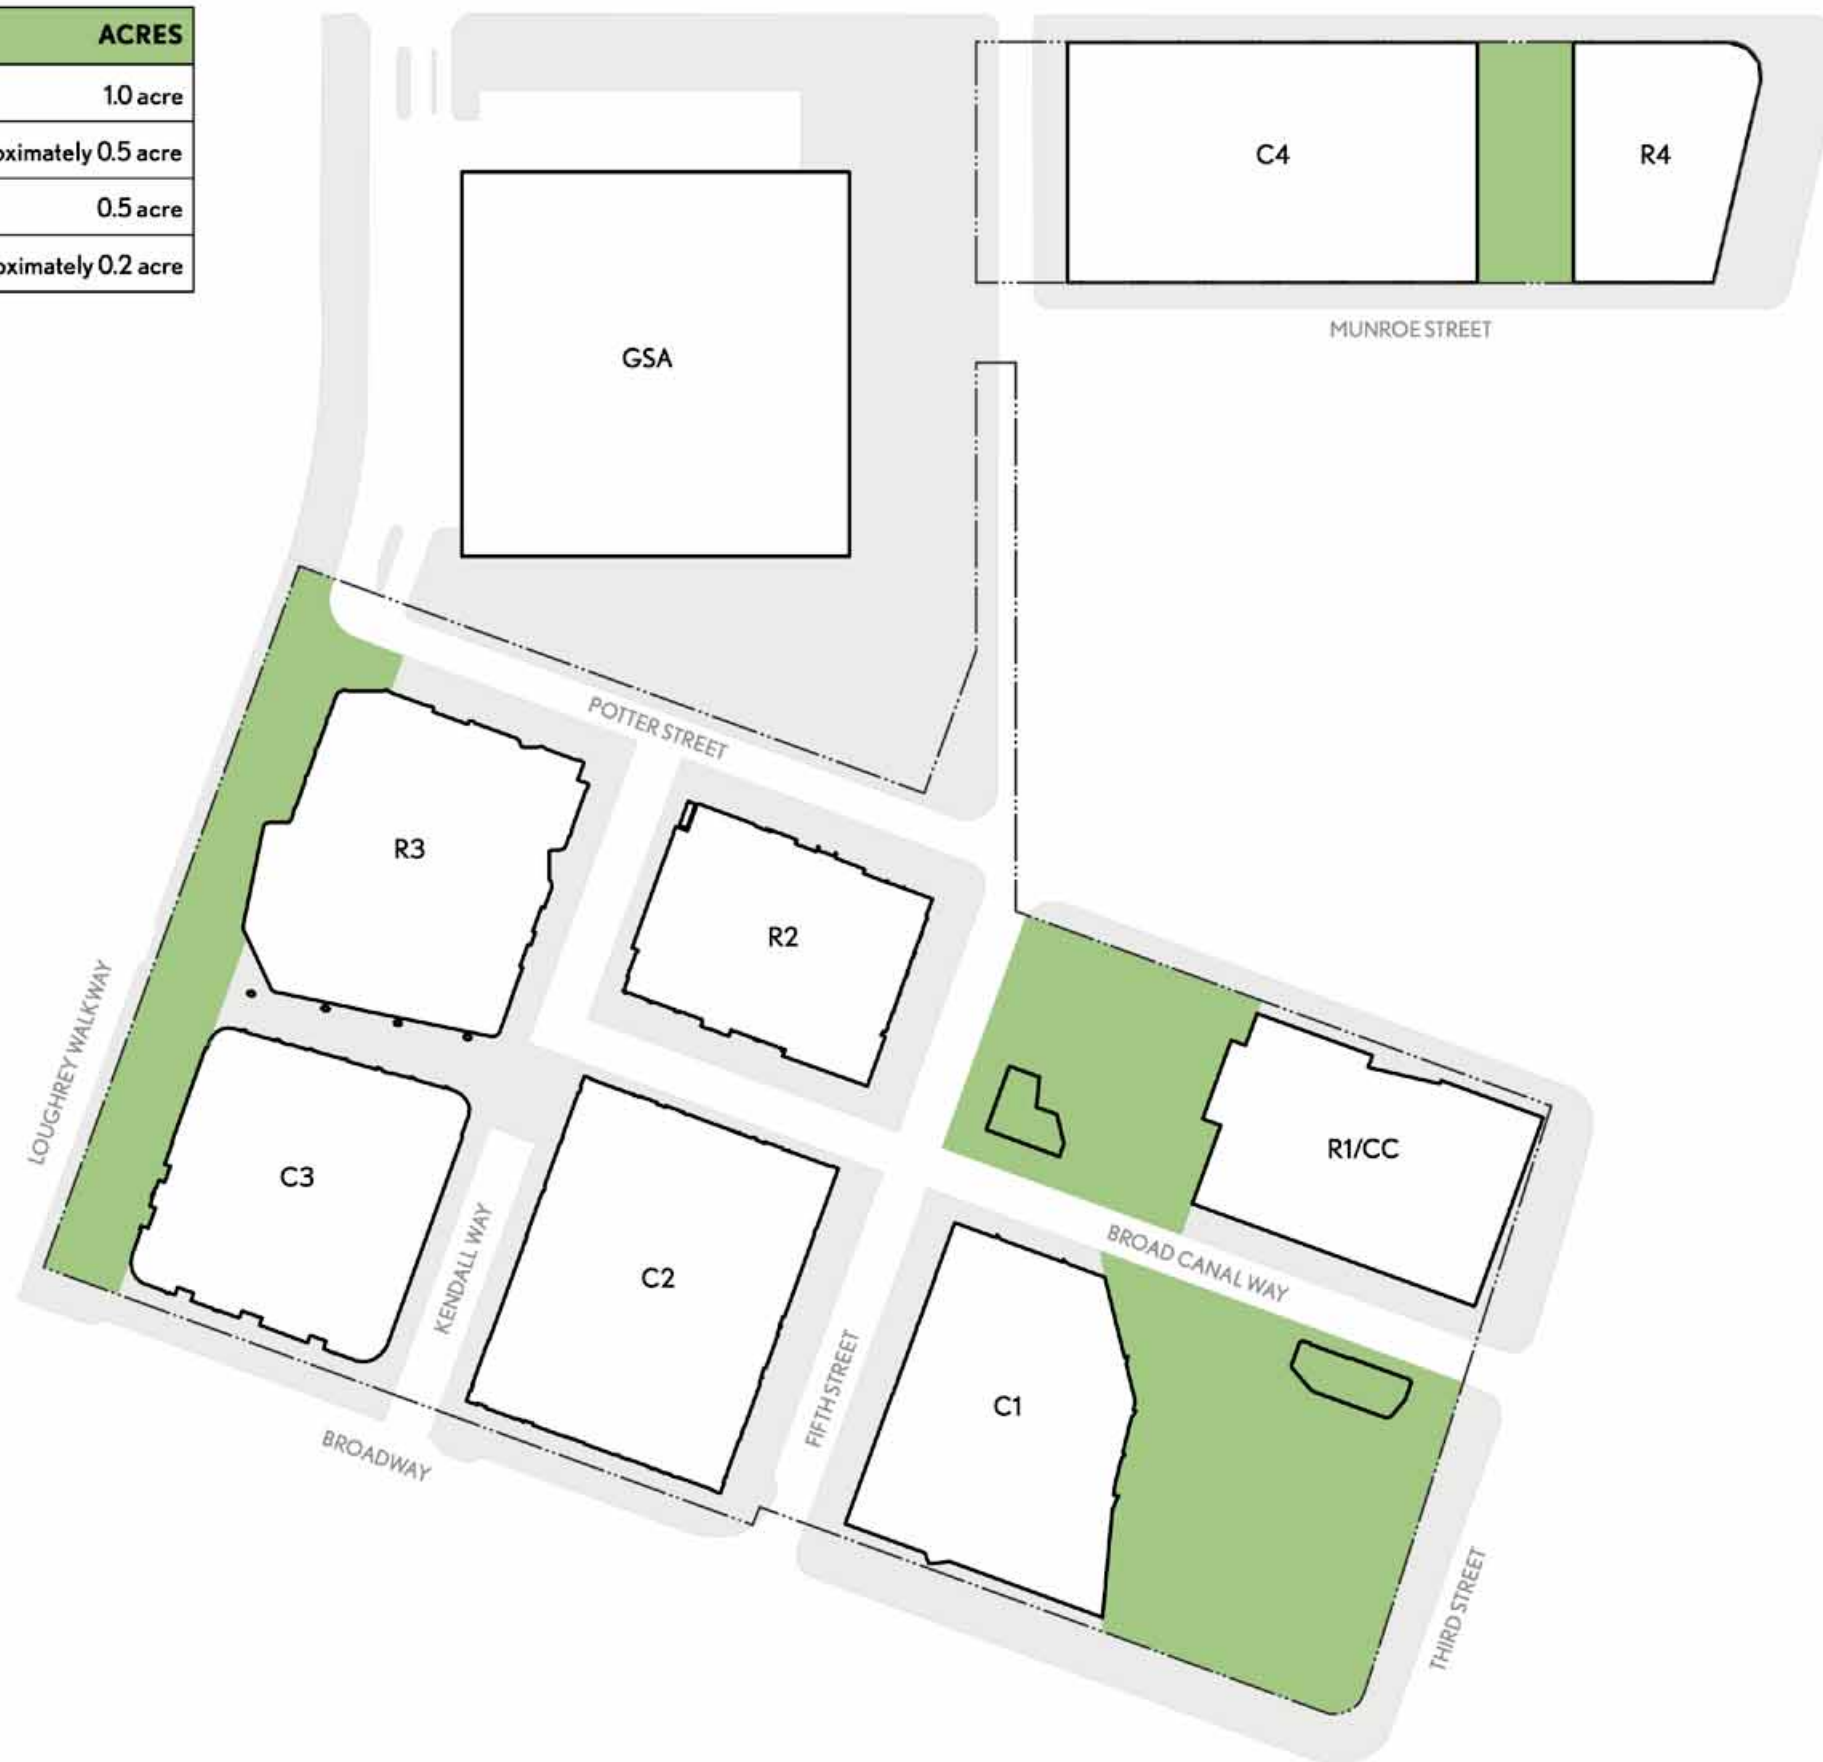 ACRES
1.0 acre
0.5 acre
0.5 acre
0.2 acre
C4
R4
MUNROE STREET
GSA
POTTER STREET
R3
R2
LOUGHREY WALKWAY
R1/CC
C3
BROAD CANAL WAY
KENDALL WAY
C2
FIFTH STREET
C1
BROADWAY
THIRD STREET